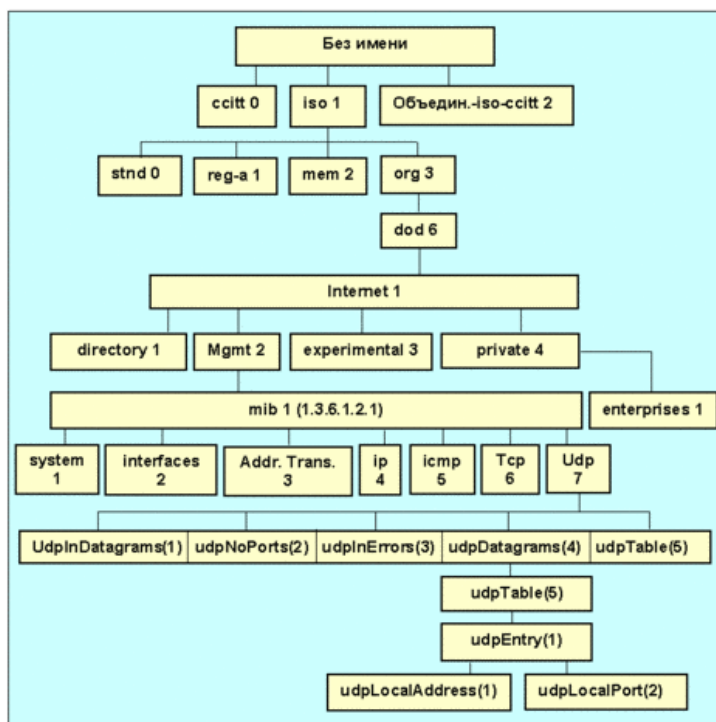 Без имени
ccitt 0 iso 1 Объедин.-iso-ccitt 2
stnd 0 reg-a 1 mem 2 org 3
dod 6
Internet 1
directory 1 Mgmt 2 experimental 3 private 4
mib 1 (1.3.6.1.2.1) enterprises 1
system interfaces Addr. Trans. ip icmp Tcp Udp
1 2 3 4 5 6 7
UdpInDatagrams(1) udpNoPorts(2) udpInErrors(3) udpDatagrams(4) udpTable(5)
udpTable(5)
udpEntry(1)
udpLocalAddress(1) udpLocalPort(2)